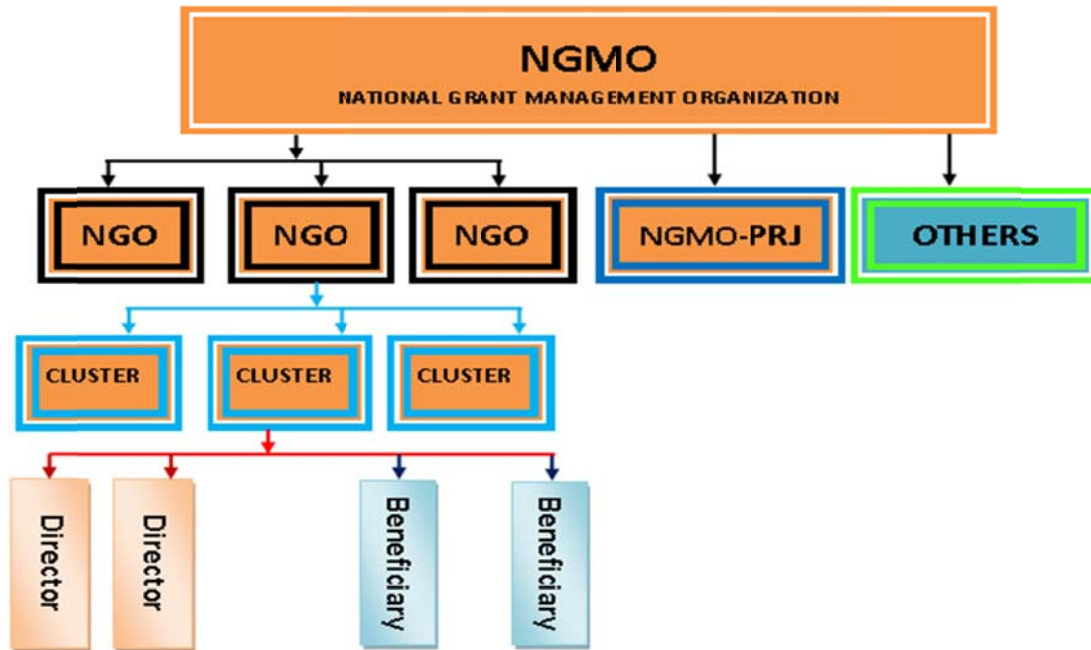 NGMO
NATIONAL GRANT MANAGEMENT ORGANIZATION
NGO
NGO
NGO
NGMO-PRJ
OTHERS
CLUSTER
CLUSTER
CLUSTER
Director
Director
Beneficiary
Beneficiary